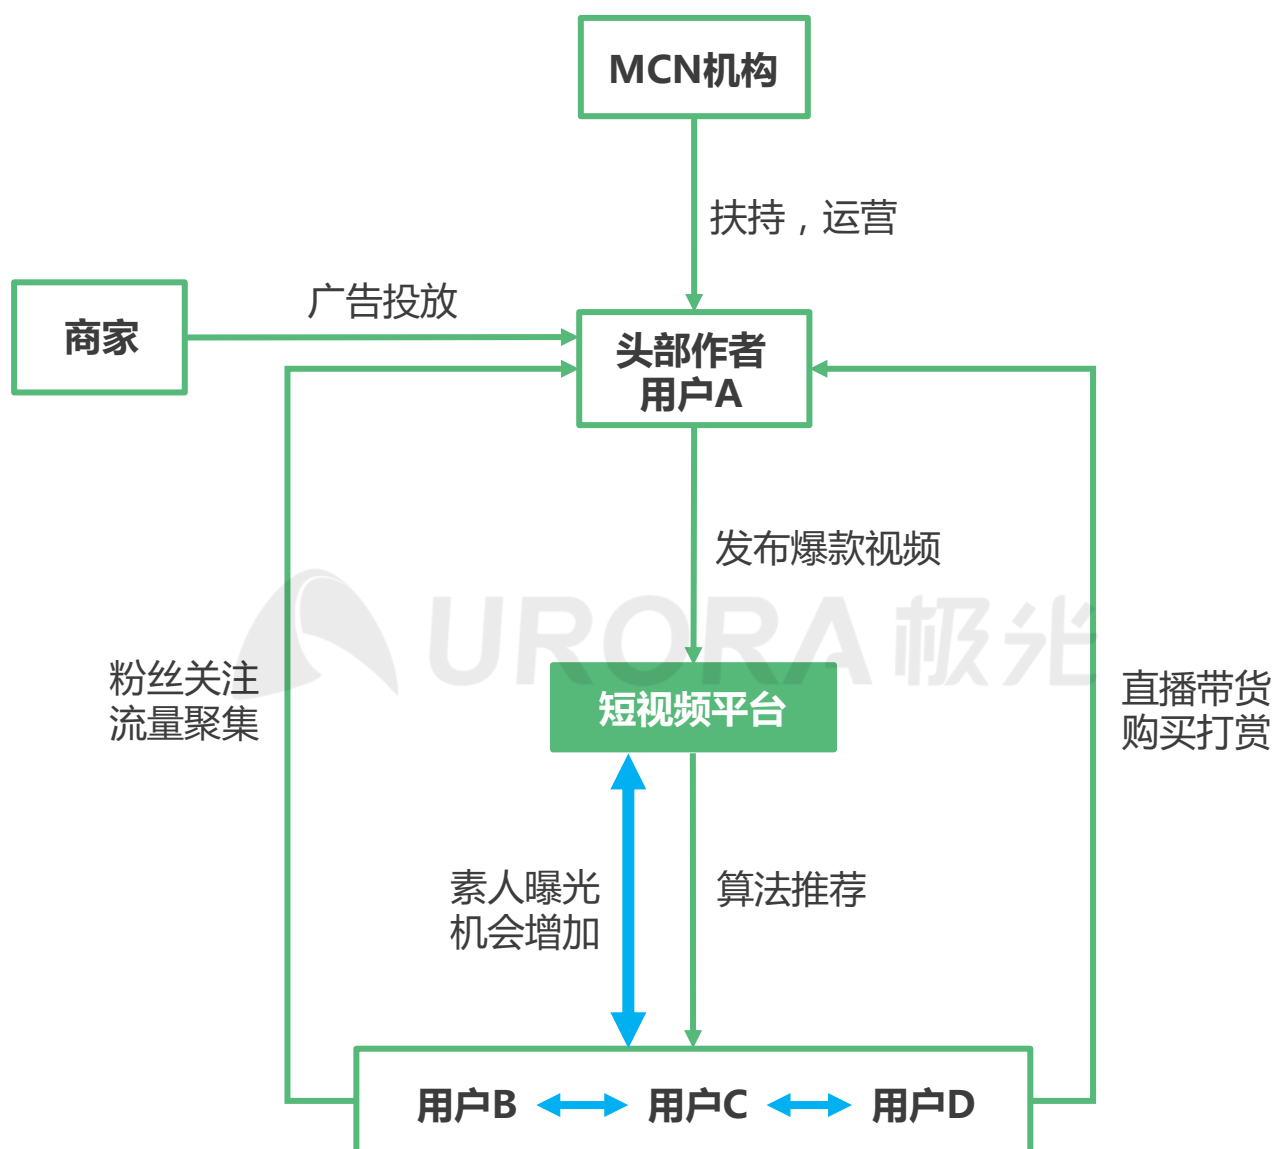 MCN机构
扶持，运营
广告投放
商家
头部作者
用户A
发布爆款视频
URORA极光
粉丝关注
流量聚集
短视频平台
直播带货
购买打赏
素人曝光
机会增加
算法推荐
用户B 用户C 用户D